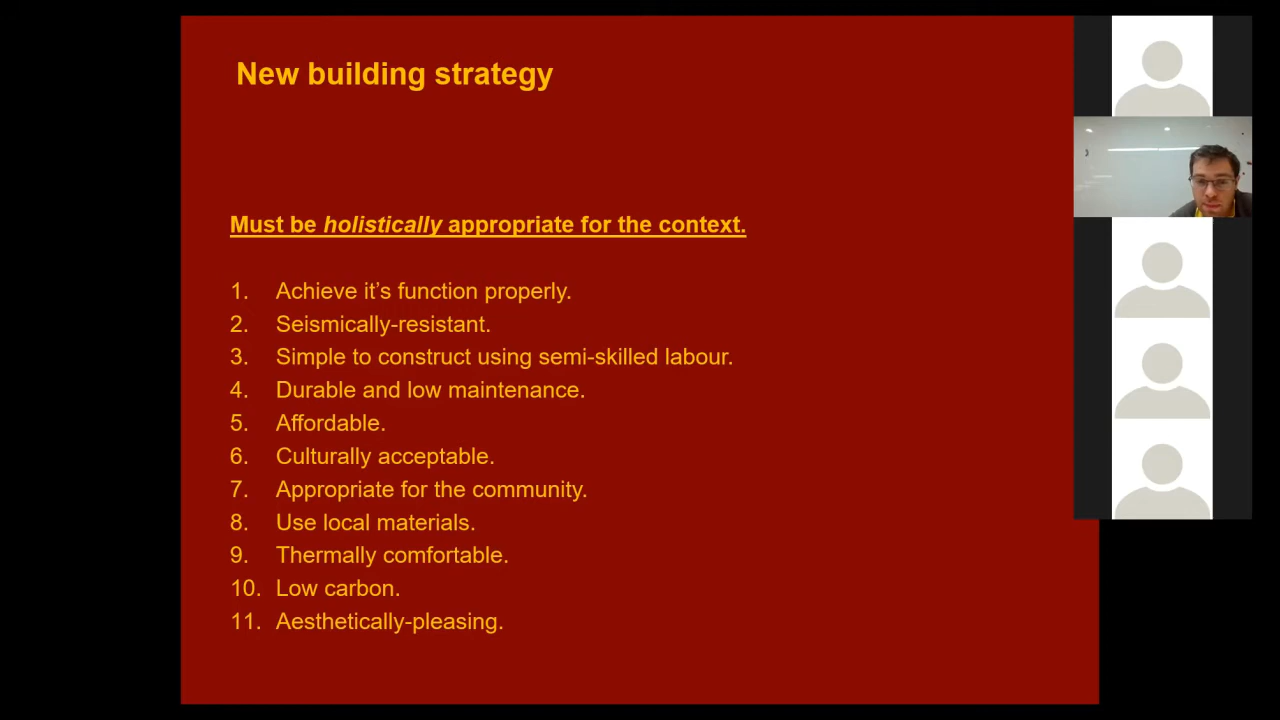 New building strategy
Must be holistically appropriate for the context.
1. Achieve it’s function properly.
2. Seismically-resistant.
3. Simple to construct using semi-skilled labour.
4. Durable and low maintenance.
5. Affordable.
6. Culturally acceptable.
7. Appropriate for the community.
8. Use local materials.
9. Thermally comfortable.
10. Low carbon.
11. Aesthetically-pleasing.